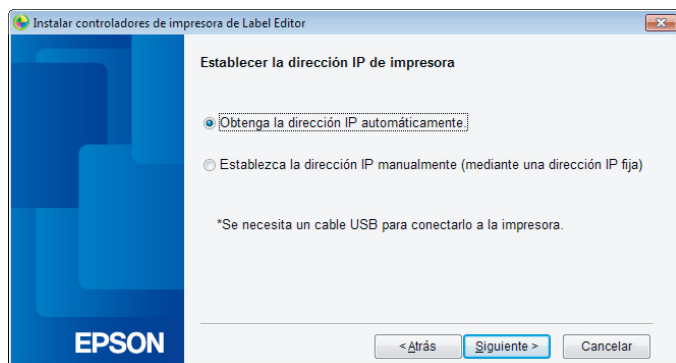 Instalar controladores de impresora de Label Editor
Establecer la dirección IP de impresora
Obtenga la dirección IP automáticamente.
Establezca la dirección IP manualmente (mediante una dirección IP fija)
*Se necesita un cable USB para conectarlo a la impresora.
EPSON
< Atrás Siguiente > Cancelar